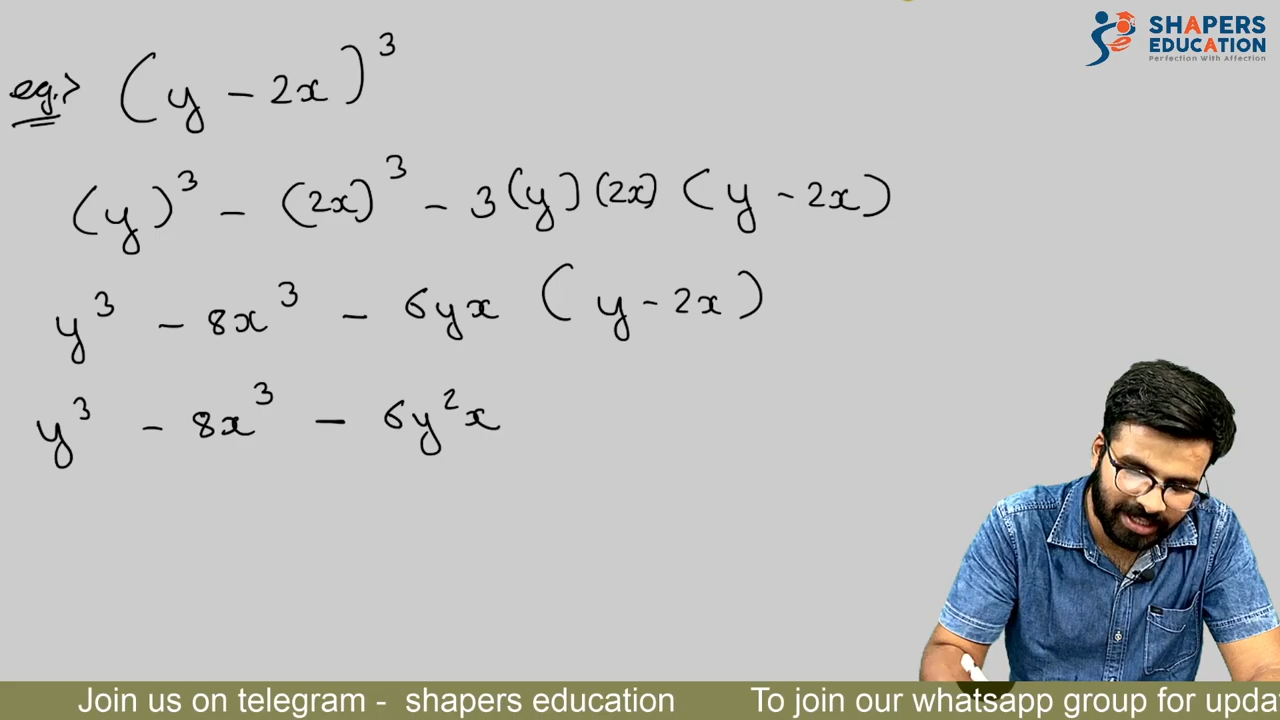 SHAPERS
EDUCATION
Perfection With Affection
eg.> (y - 2x)³
(y)³ - (2x)³ - 3(y)(2x)(y - 2x)
y³ - 8x³ - 6yx (y - 2x)
y³ - 8x³ - 6y²x
Join us on telegram - shapers education To join our whatsapp group for upda